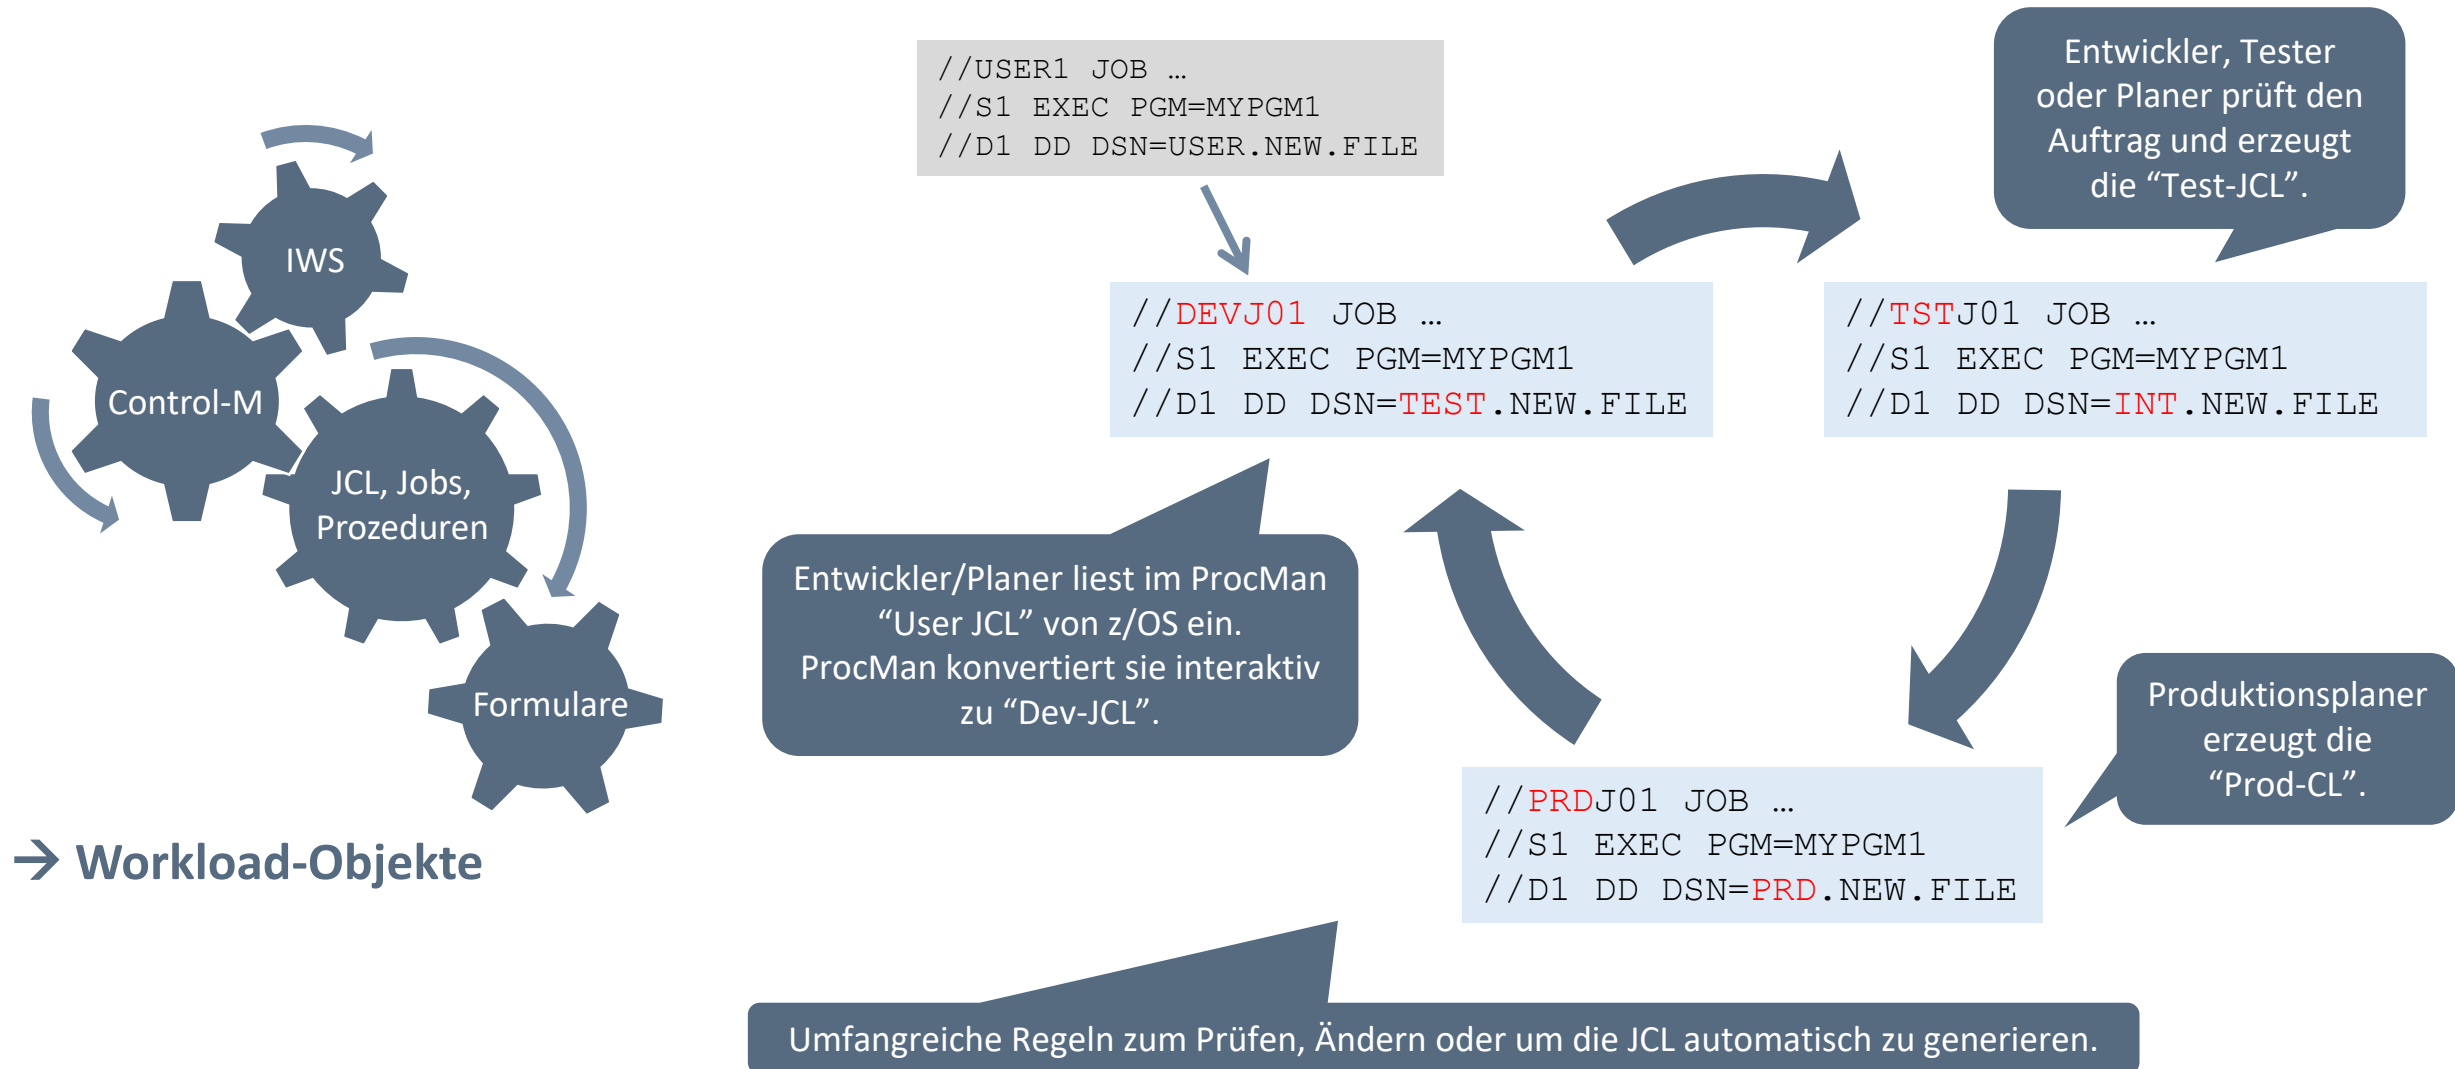 IWS
Control-M
JCL, Jobs,
Prozeduren
Formulare
→ Workload-Objekte
//USER1 JOB …
//S1 EXEC PGM=MYPGM1
//D1 DD DSN=USER.NEW.FILE
//DEVJ01 JOB …
//S1 EXEC PGM=MYPGM1
//D1 DD DSN=TEST.NEW.FILE
Entwickler, Tester
oder Planer prüft den
Auftrag und erzeugt
die “Test-JCL”.
//TSTJ01 JOB …
//S1 EXEC PGM=MYPGM1
//D1 DD DSN=INT.NEW.FILE
Entwickler/Planer liest im ProcMan
“User JCL” von z/OS ein.
ProcMan konvertiert sie interaktiv
zu “Dev-JCL”.
Produktionsplaner
erzeugt die
“Prod-CL”.
//PRDJ01 JOB …
//S1 EXEC PGM=MYPGM1
//D1 DD DSN=PRD.NEW.FILE
Umfangreiche Regeln zum Prüfen, Ändern oder um die JCL automatisch zu generieren.